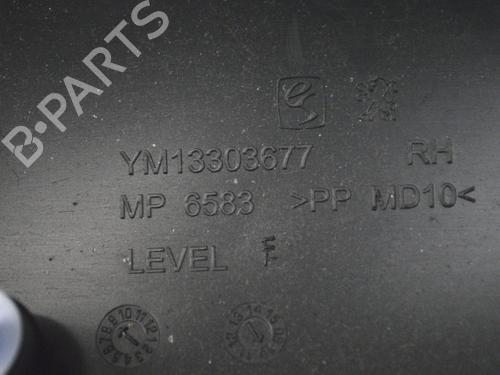 B-PARTS
YM13303677 RH
MP 6583 >PP MD10<
LEVEL F